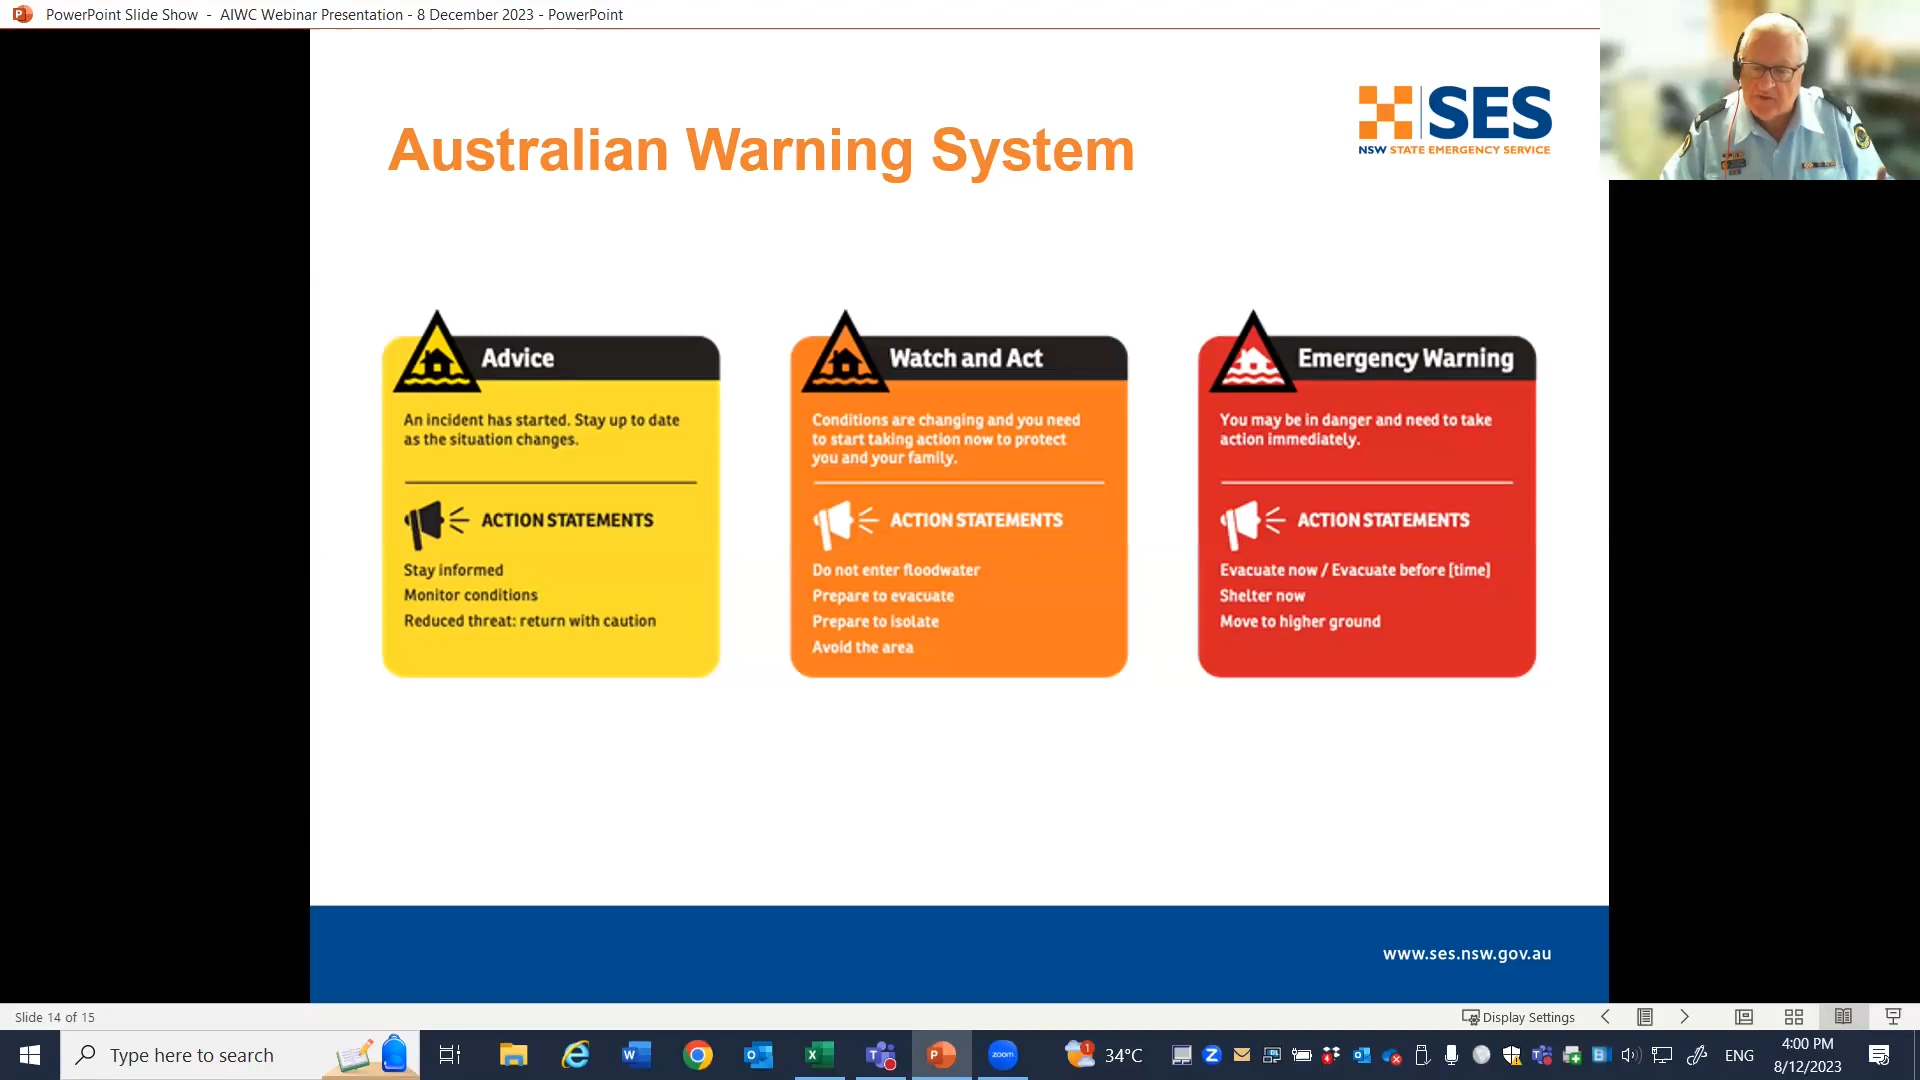 PowerPoint Slide Show - AIWC Webinar Presentation - 8 December 2023 - PowerPoint
Australian Warning System
SES
NSW STATE EMERGENCY SERVICE
Advice
An incident has started. Stay up to date
as the situation changes.
ACTION STATEMENTS
Stay informed
Monitor conditions
Reduced threat: return with caution
Watch and Act
Conditions are changing and you need
to start taking action now to protect
you and your family.
ACTION STATEMENTS
Do not enter floodwater
Prepare to evacuate
Prepare to isolate
Avoid the area
Emergency Warning
You may be in danger and need to take
action immediately.
ACTION STATEMENTS
Evacuate now / Evacuate before [time]
Shelter now
Move to higher ground
www.ses.nsw.gov.au
Slide 14 of 15
Display Settings
Type here to search
zoom
1
34°C
ENG
4:00 PM
8/12/2023